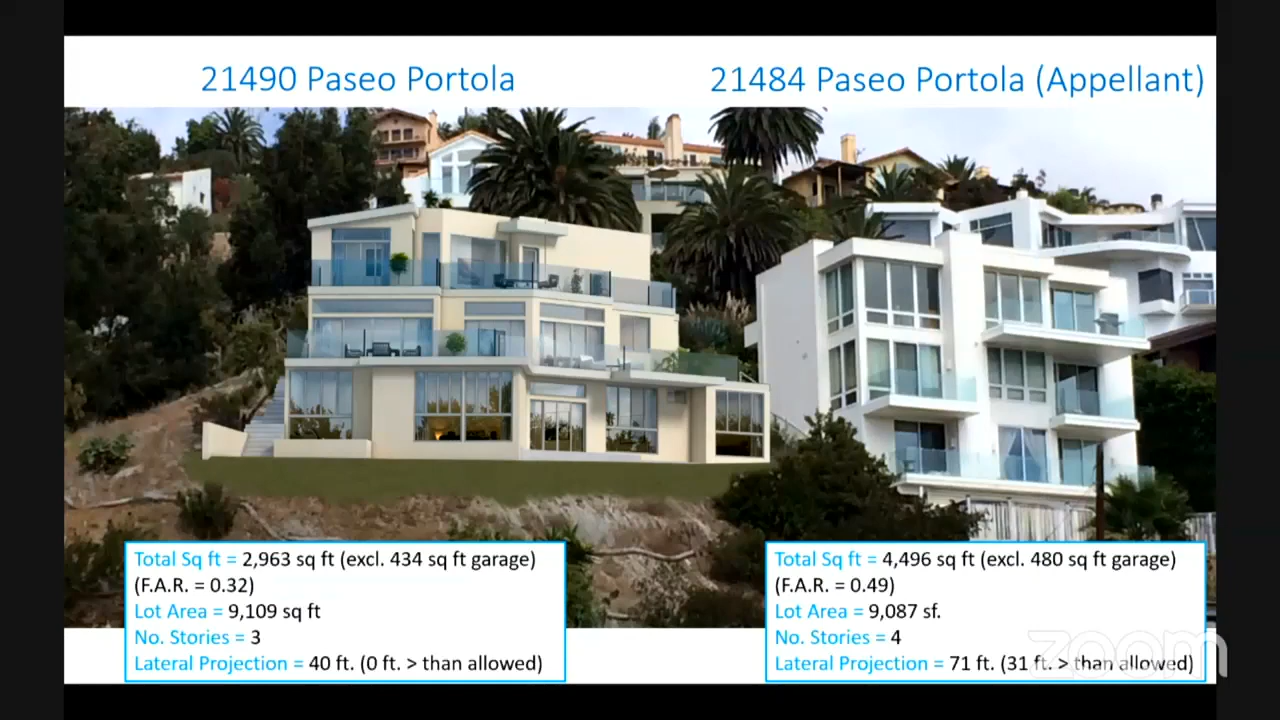 21490 Paseo Portola
21484 Paseo Portola (Appellant)
Total Sq ft = 2,963 sq ft (excl. 434 sq ft garage)
(F.A.R. = 0.32)
Lot Area = 9,109 sq ft
No. Stories = 3
Lateral Projection = 40 ft. (0 ft. > than allowed)
Total Sq ft = 4,496 sq ft (excl. 480 sq ft garage)
(F.A.R. = 0.49)
Lot Area = 9,087 sf.
No. Stories = 4
Lateral Projection = 71 ft. (31 ft. > than allowed)
zoom